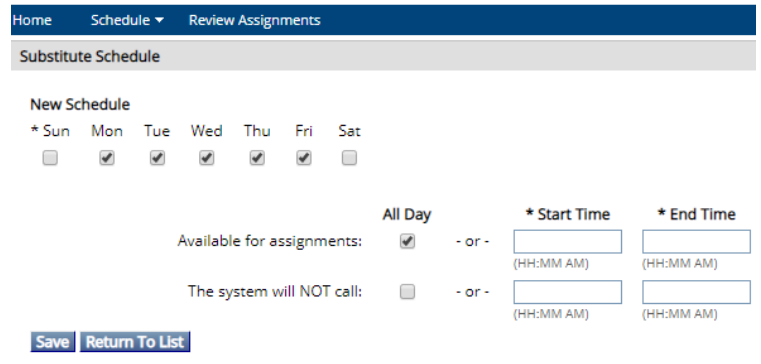 Home Schedule ▾ Review Assignments
Substitute Schedule
New Schedule
* Sun Mon Tue Wed Thu Fri Sat
All Day * Start Time * End Time
Available for assignments: - or -
(HH:MM AM) (HH:MM AM)
The system will NOT call: - or -
(HH:MM AM) (HH:MM AM)
Save Return To List